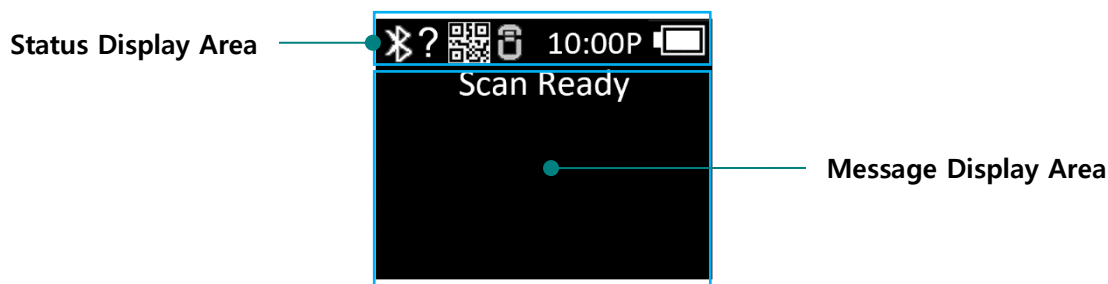 Status Display Area
? 10:00P
Scan Ready
Message Display Area